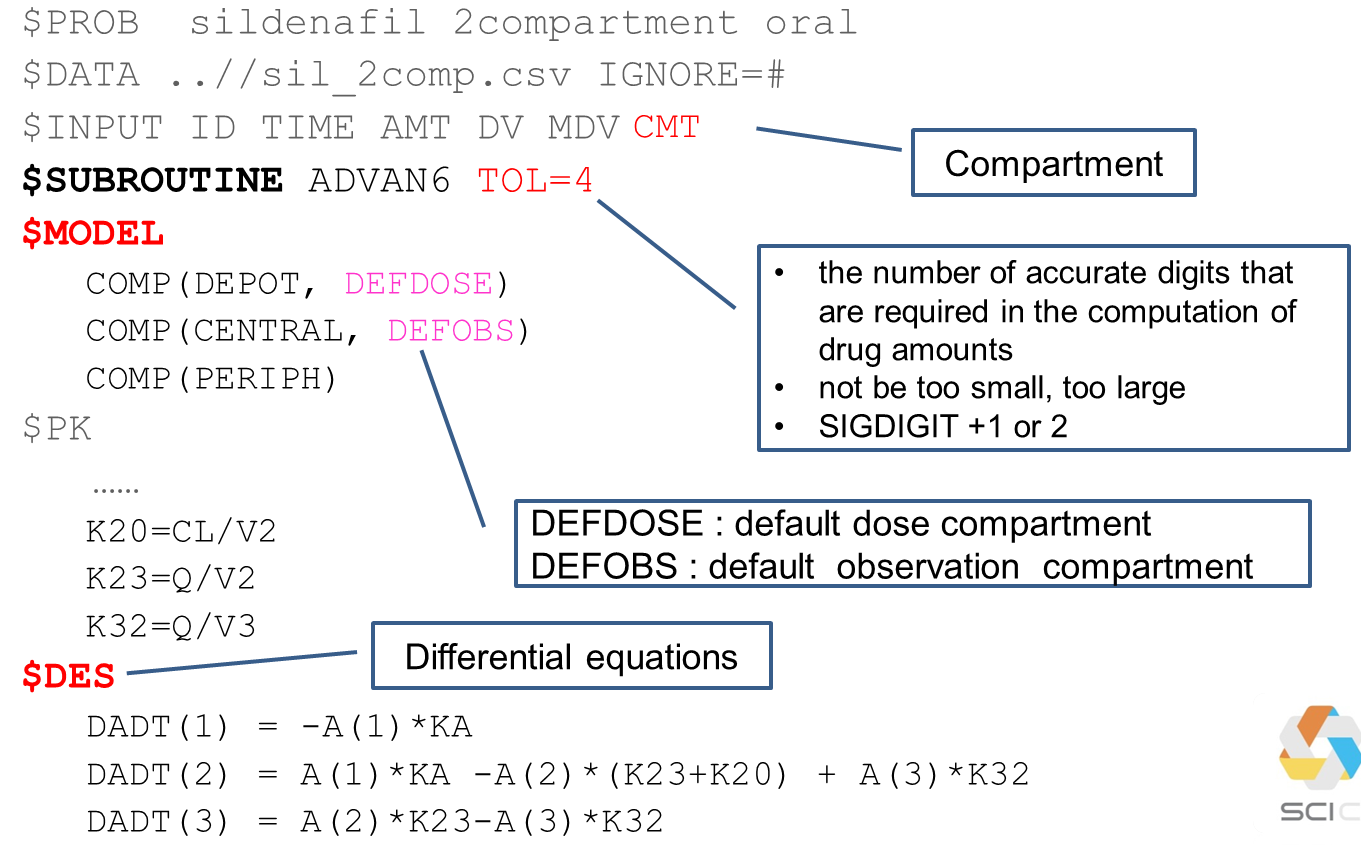 $PROB sildenafil 2compartment oral
$DATA ..//sil_2comp.csv IGNORE=#
$INPUT ID TIME AMT DV MDV CMT
Compartment
$SUBROUTINE ADVAN6 TOL=4
$MODEL
COMP(DEPOT, DEFDOSE)
COMP(CENTRAL, DEFOBS)
COMP(PERIPH)
• the number of accurate digits that
are required in the computation of
drug amounts
• not be too small, too large
• SIGDIGIT +1 or 2
$PK
......
K20=CL/V2
K23=Q/V2
K32=Q/V3
DEFDOSE : default dose compartment
DEFOBS : default observation compartment
$DES
Differential equations
DADT(1) = -A(1)*KA
DADT(2) = A(1)*KA -A(2)*(K23+K20) + A(3)*K32
DADT(3) = A(2)*K23-A(3)*K32
SCI C